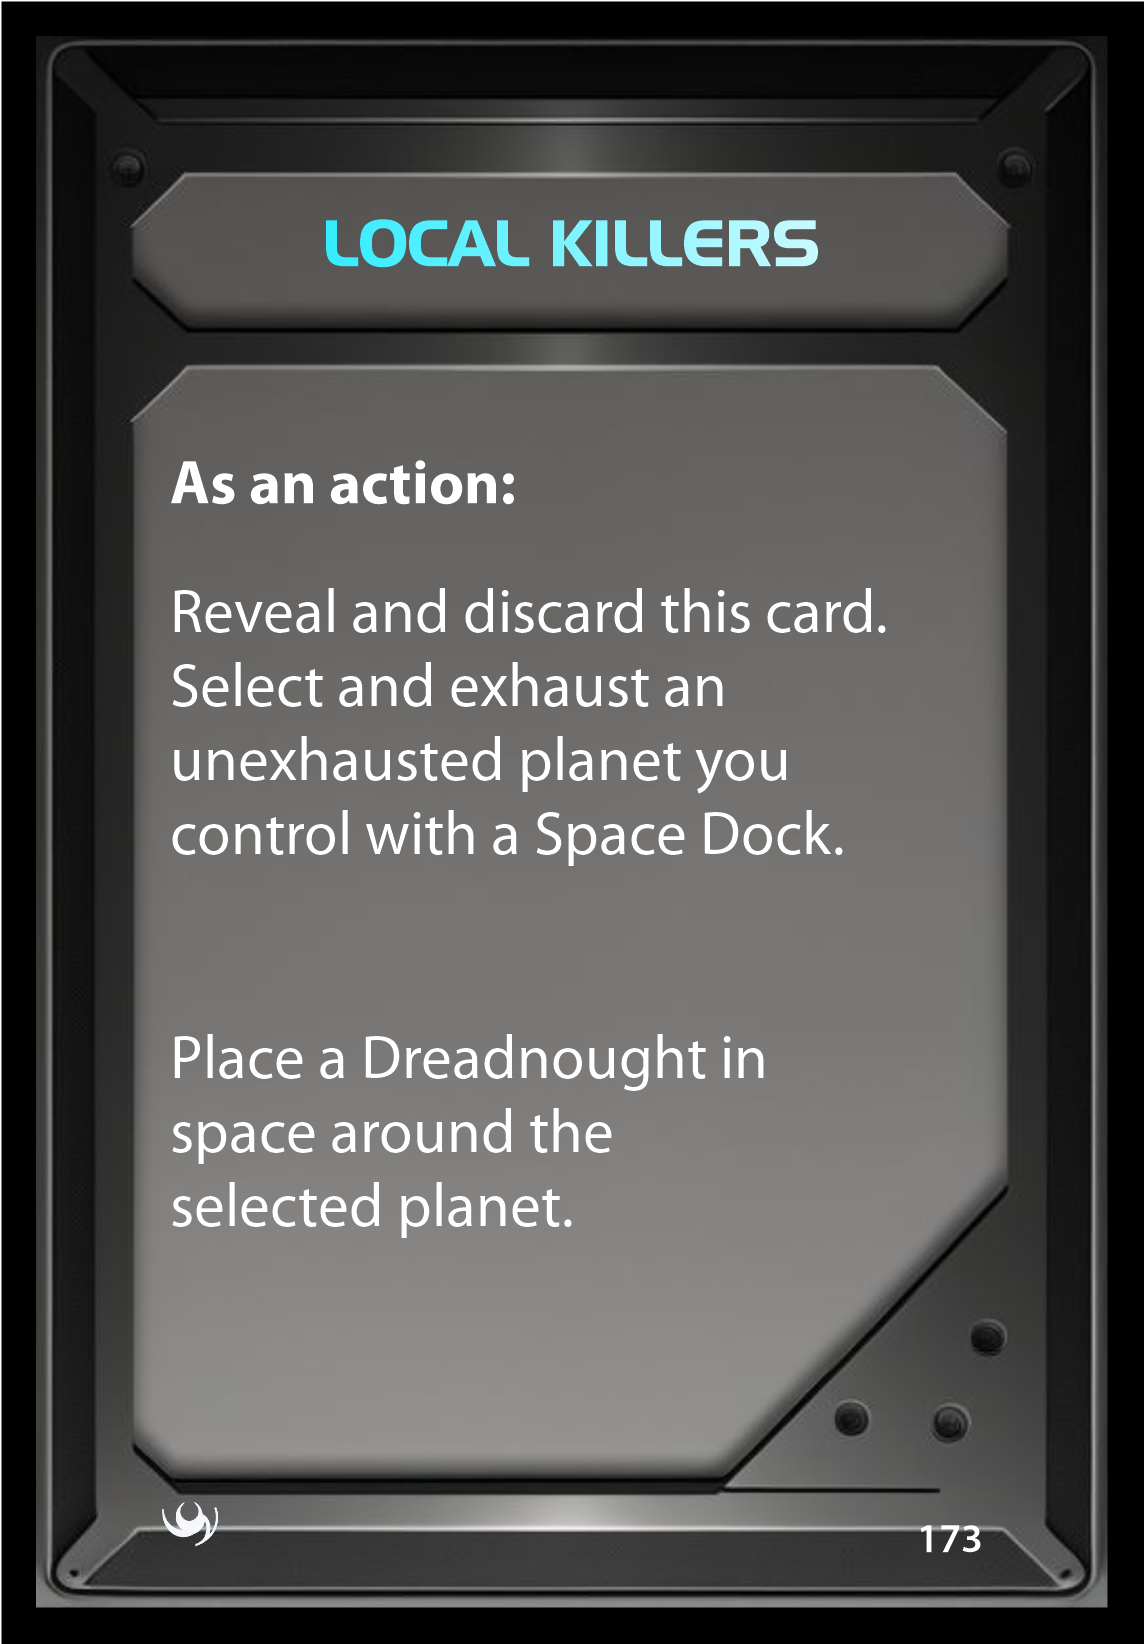 LOCAL KILLERS
As an action:
Reveal and discard this card.
Select and exhaust an
unexhausted planet you
control with a Space Dock.
Place a Dreadnought in
space around the
selected planet.
173